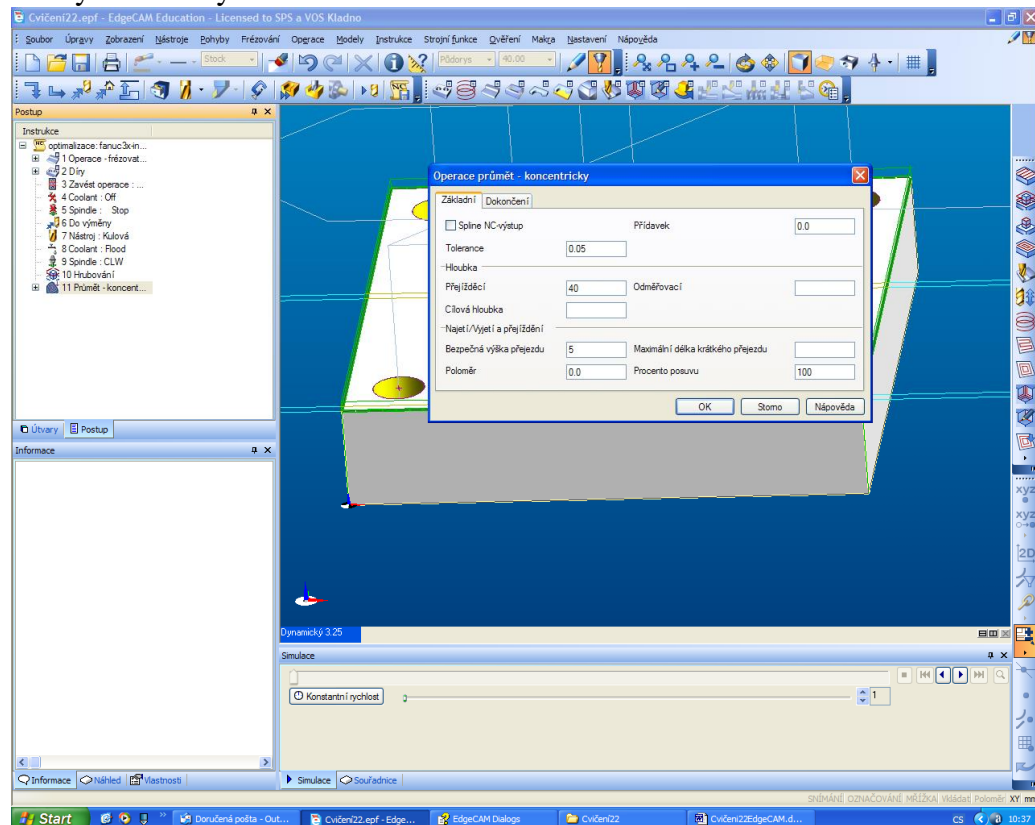 Cvičení22.epf - EdgeCAM Education - Licensed to SPS a VOS Kladno
Soubor Úpravy Zobrazení Nástroje Pohyby Frézování Operace Modely Instrukce Strojní funkce Ověření Makra Nastavení Nápověda
Stock Půdorys 40.00
Postup
Instrukce
optimalizace: fanuc3x-in...
1 Operace - frézovat...
2 Díry
3 Zavést operace : ...
4 Coolant : Off
5 Spindle : Stop
6 Do výměny
7 Nástroj : Kulová
8 Coolant : Flood
9 Spindle : CLW
10 Hrubování
11 Průmět - koncent...
Operace průmět - koncentricky
Základní Dokončení
Spline NC-výstup Přídavek 0.0
Tolerance 0.05
Hloubka
Přejížděcí 40 Odměřovací
Cílová hloubka
Najetí/Vyjetí a přejíždění
Bezpečná výška přejezdu 5 Maximální délka krátkého přejezdu
Poloměr 0.0 Procento posuvu 100
OK Storno Nápověda
Útvary Postup
Informace
xyz
xyz
2D
Dynamický 3.25
Simulace
Konstantní rychlost 1
Informace Náhled Vlastnosti Simulace Souřadnice
SNÍMÁNÍ OZNAČOVÁNÍ MŘÍŽKA Vkládat Poloměr XY mm
Start Doručená pošta - Out... Cvičení22.epf - Edge... EdgeCAM Dialogs Cvičení22 Cvičení22EdgeCAM.d... CS 10:37